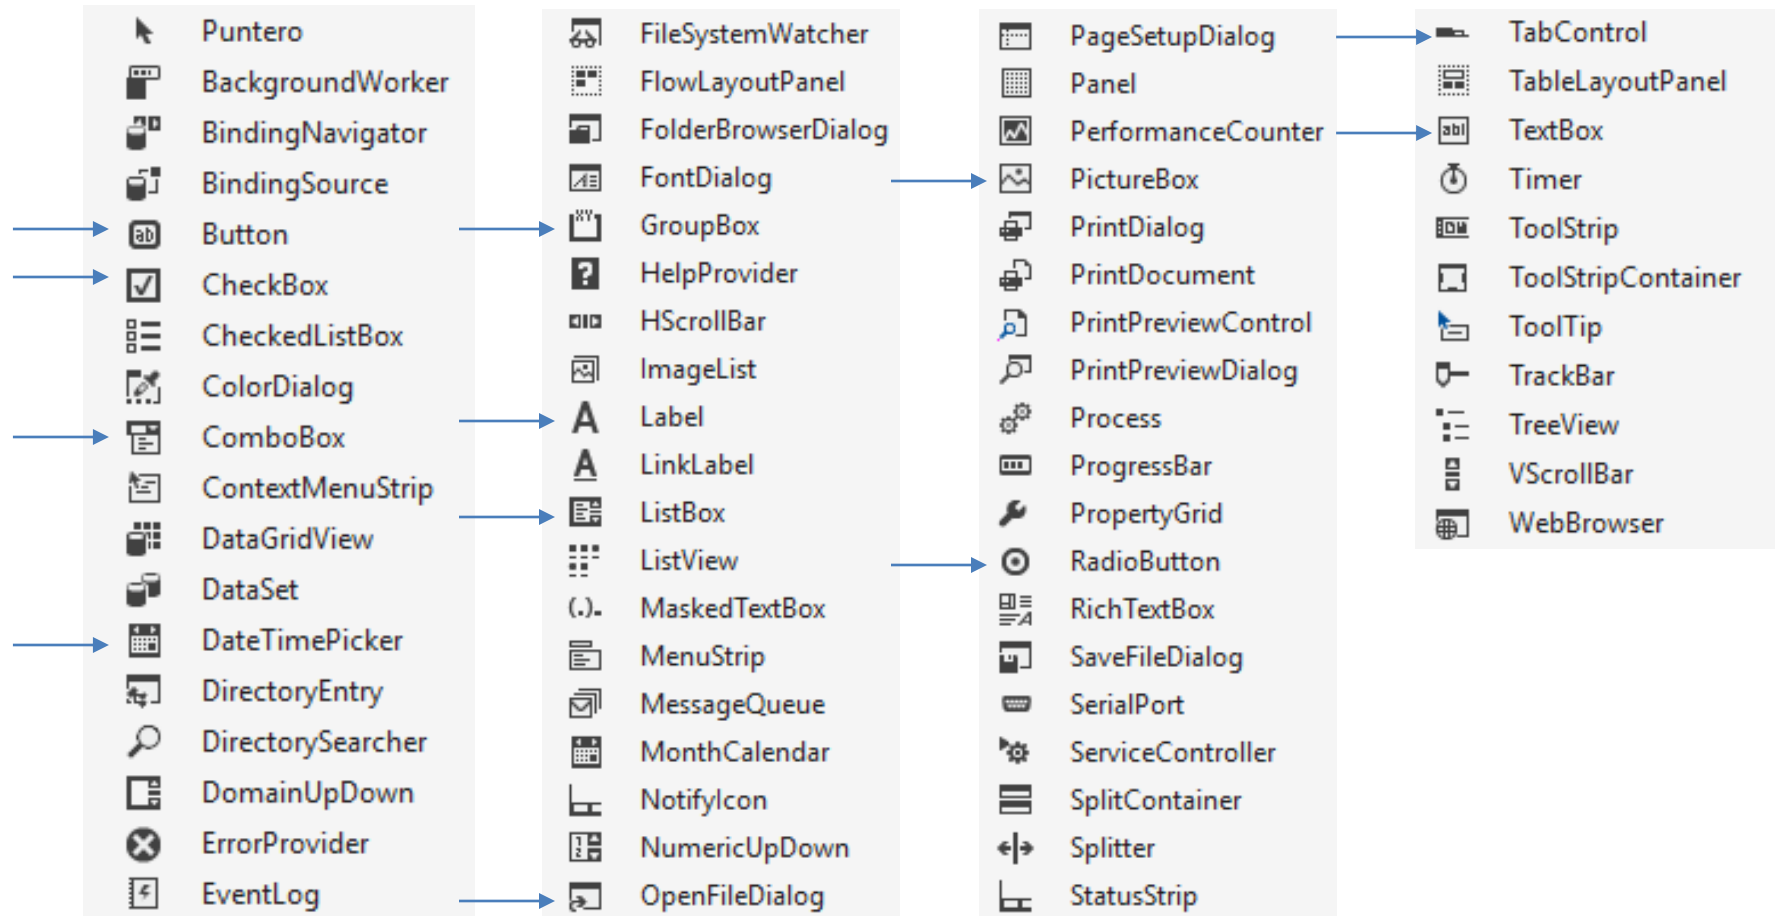 Puntero
BackgroundWorker
BindingNavigator
BindingSource
Button
CheckBox
CheckedListBox
ColorDialog
ComboBox
ContextMenuStrip
DataGridView
DataSet
DateTimePicker
DirectoryEntry
DirectorySearcher
DomainUpDown
ErrorProvider
EventLog
FileSystemWatcher
FlowLayoutPanel
FolderBrowserDialog
FontDialog
GroupBox
HelpProvider
HScrollBar
ImageList
Label
LinkLabel
ListBox
ListView
MaskedTextBox
MenuStrip
MessageQueue
MonthCalendar
NotifyIcon
NumericUpDown
OpenFileDialog
PageSetupDialog
Panel
PerformanceCounter
PictureBox
PrintDialog
PrintDocument
PrintPreviewControl
PrintPreviewDialog
Process
ProgressBar
PropertyGrid
RadioButton
RichTextBox
SaveFileDialog
SerialPort
ServiceController
SplitContainer
Splitter
StatusStrip
TabControl
TableLayoutPanel
TextBox
Timer
ToolStrip
ToolStripContainer
ToolTip
TrackBar
TreeView
VScrollBar
WebBrowser